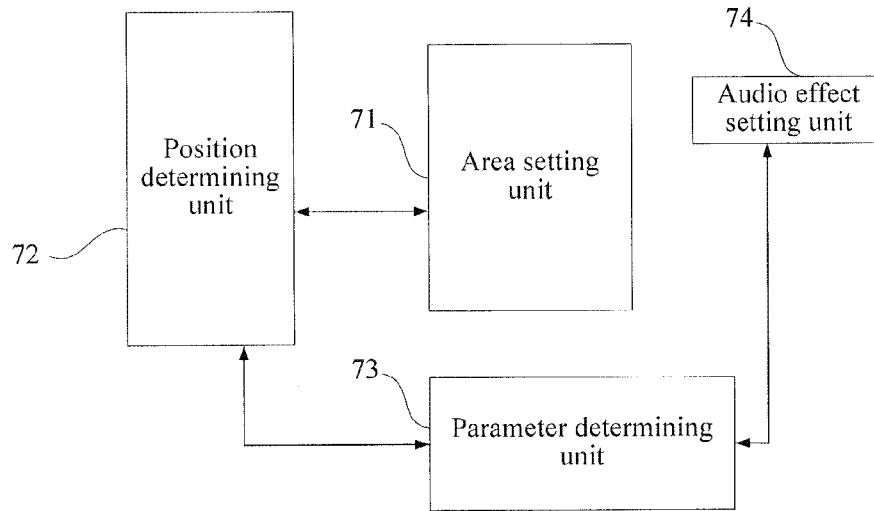 74
Audio effect
setting unit
71
Position
determining
unit
Area setting
unit
72
73
Parameter determining
unit